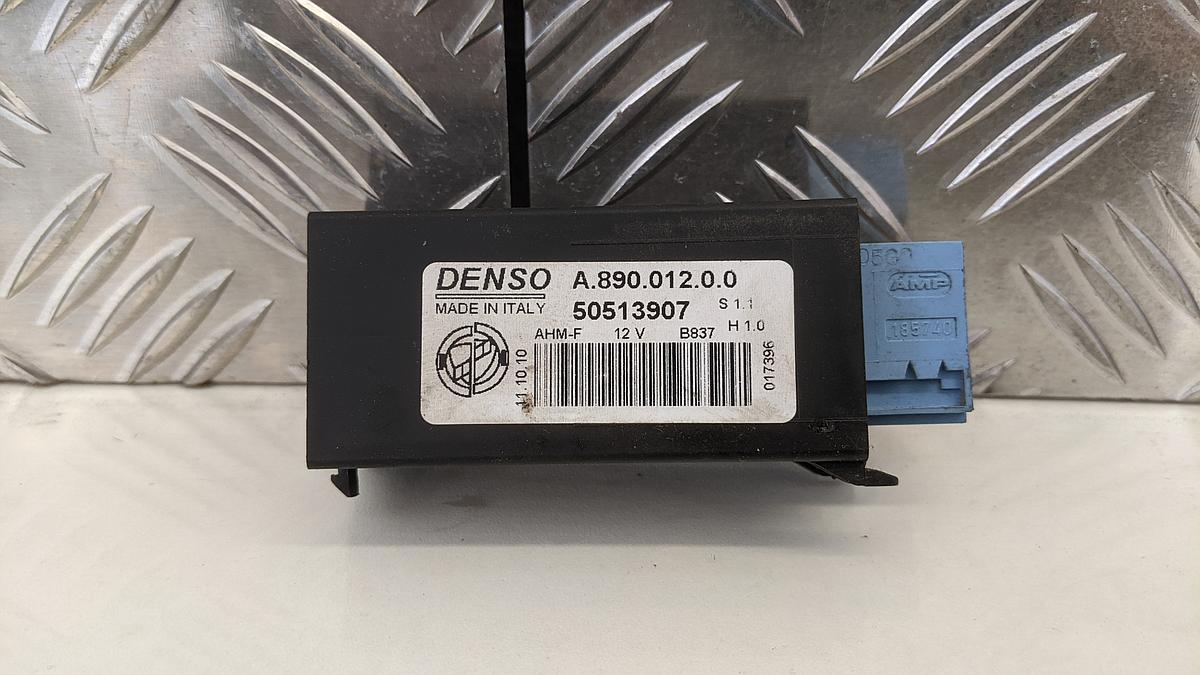 DENSO A.890.012.0.0
MADE IN ITALY 50513907 S 1.1
AHM-F 12 V B837 H 1.0
11.10.10
017396
AMP
185740